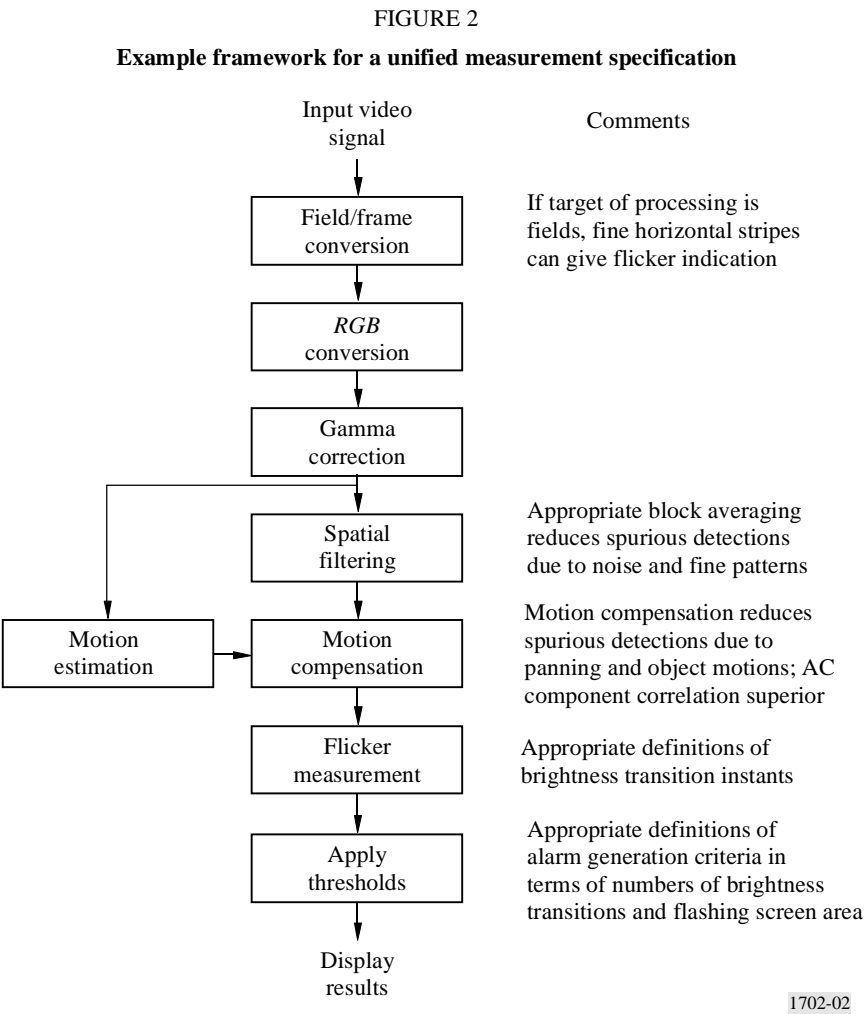 FIGURE 2
Example framework for a unified measurement specification
Input video
signal
Comments
Field/frame
conversion
If target of processing is
fields, fine horizontal stripes
can give flicker indication
RGB
conversion
Gamma
correction
Spatial
filtering
Appropriate block averaging
reduces spurious detections
due to noise and fine patterns
Motion
estimation
Motion
compensation
Motion compensation reduces
spurious detections due to
panning and object motions; AC
component correlation superior
Flicker
measurement
Appropriate definitions of
brightness transition instants
Apply
thresholds
Appropriate definitions of
alarm generation criteria in
terms of numbers of brightness
transitions and flashing screen area
Display
results
1702-02